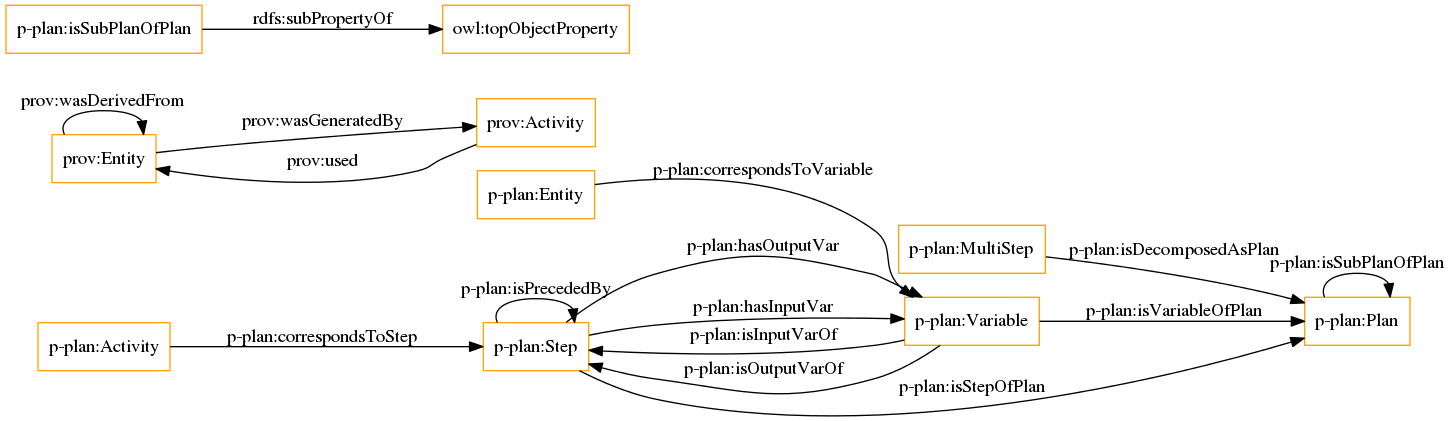 p-plan:isSubPlanOfPlan
rdfs:subPropertyOf
owl:topObjectProperty
prov:wasDerivedFrom
prov:Entity
prov:wasGeneratedBy
prov:used
prov:Activity
p-plan:Entity
p-plan:correspondsToVariable
p-plan:MultiStep
p-plan:isDecomposedAsPlan
p-plan:isSubPlanOfPlan
p-plan:hasOutputVar
p-plan:isPrecededBy
p-plan:hasInputVar
p-plan:Variable
p-plan:isVariableOfPlan
p-plan:Plan
p-plan:Activity
p-plan:correspondsToStep
p-plan:Step
p-plan:isInputVarOf
p-plan:isOutputVarOf
p-plan:isStepOfPlan